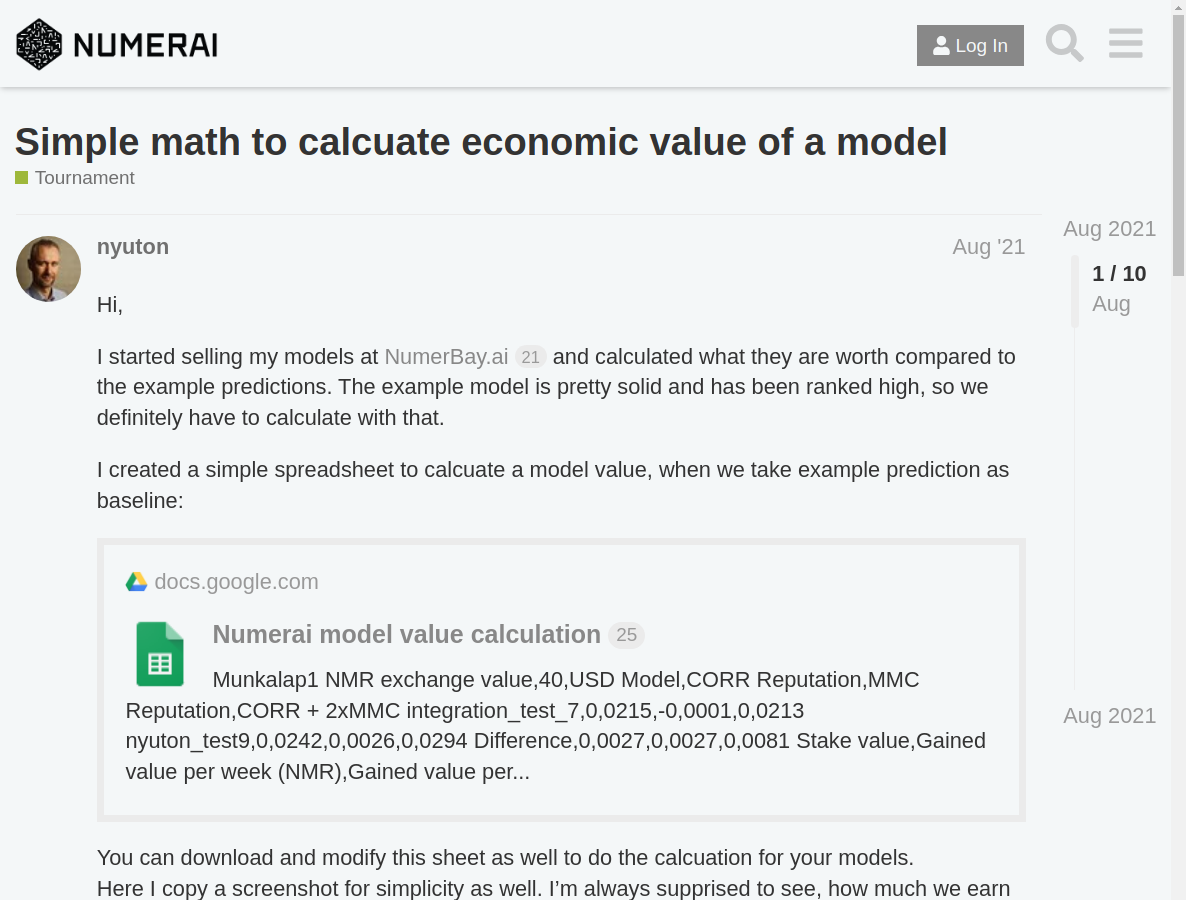 NUMERAI
Log In
Simple math to calcuate economic value of a model
Tournament
nyuton
Aug '21
Aug 2021
1 / 10
Aug
Hi,
I started selling my models at NumerBay.ai 21 and calculated what they are worth compared to
the example predictions. The example model is pretty solid and has been ranked high, so we
definitely have to calculate with that.
I created a simple spreadsheet to calcuate a model value, when we take example prediction as
baseline:
docs.google.com
Numerai model value calculation 25
Munkalap1 NMR exchange value,40,USD Model,CORR Reputation,MMC
Reputation,CORR + 2xMMC integration_test_7,0,0215,-0,0001,0,0213
nyuton_test9,0,0242,0,0026,0,0294 Difference,0,0027,0,0027,0,0081 Stake value,Gained
value per week (NMR),Gained value per...
Aug 2021
You can download and modify this sheet as well to do the calcuation for your models.
Here I copy a screenshot for simplicity as well. I’m always supprised to see, how much we earn